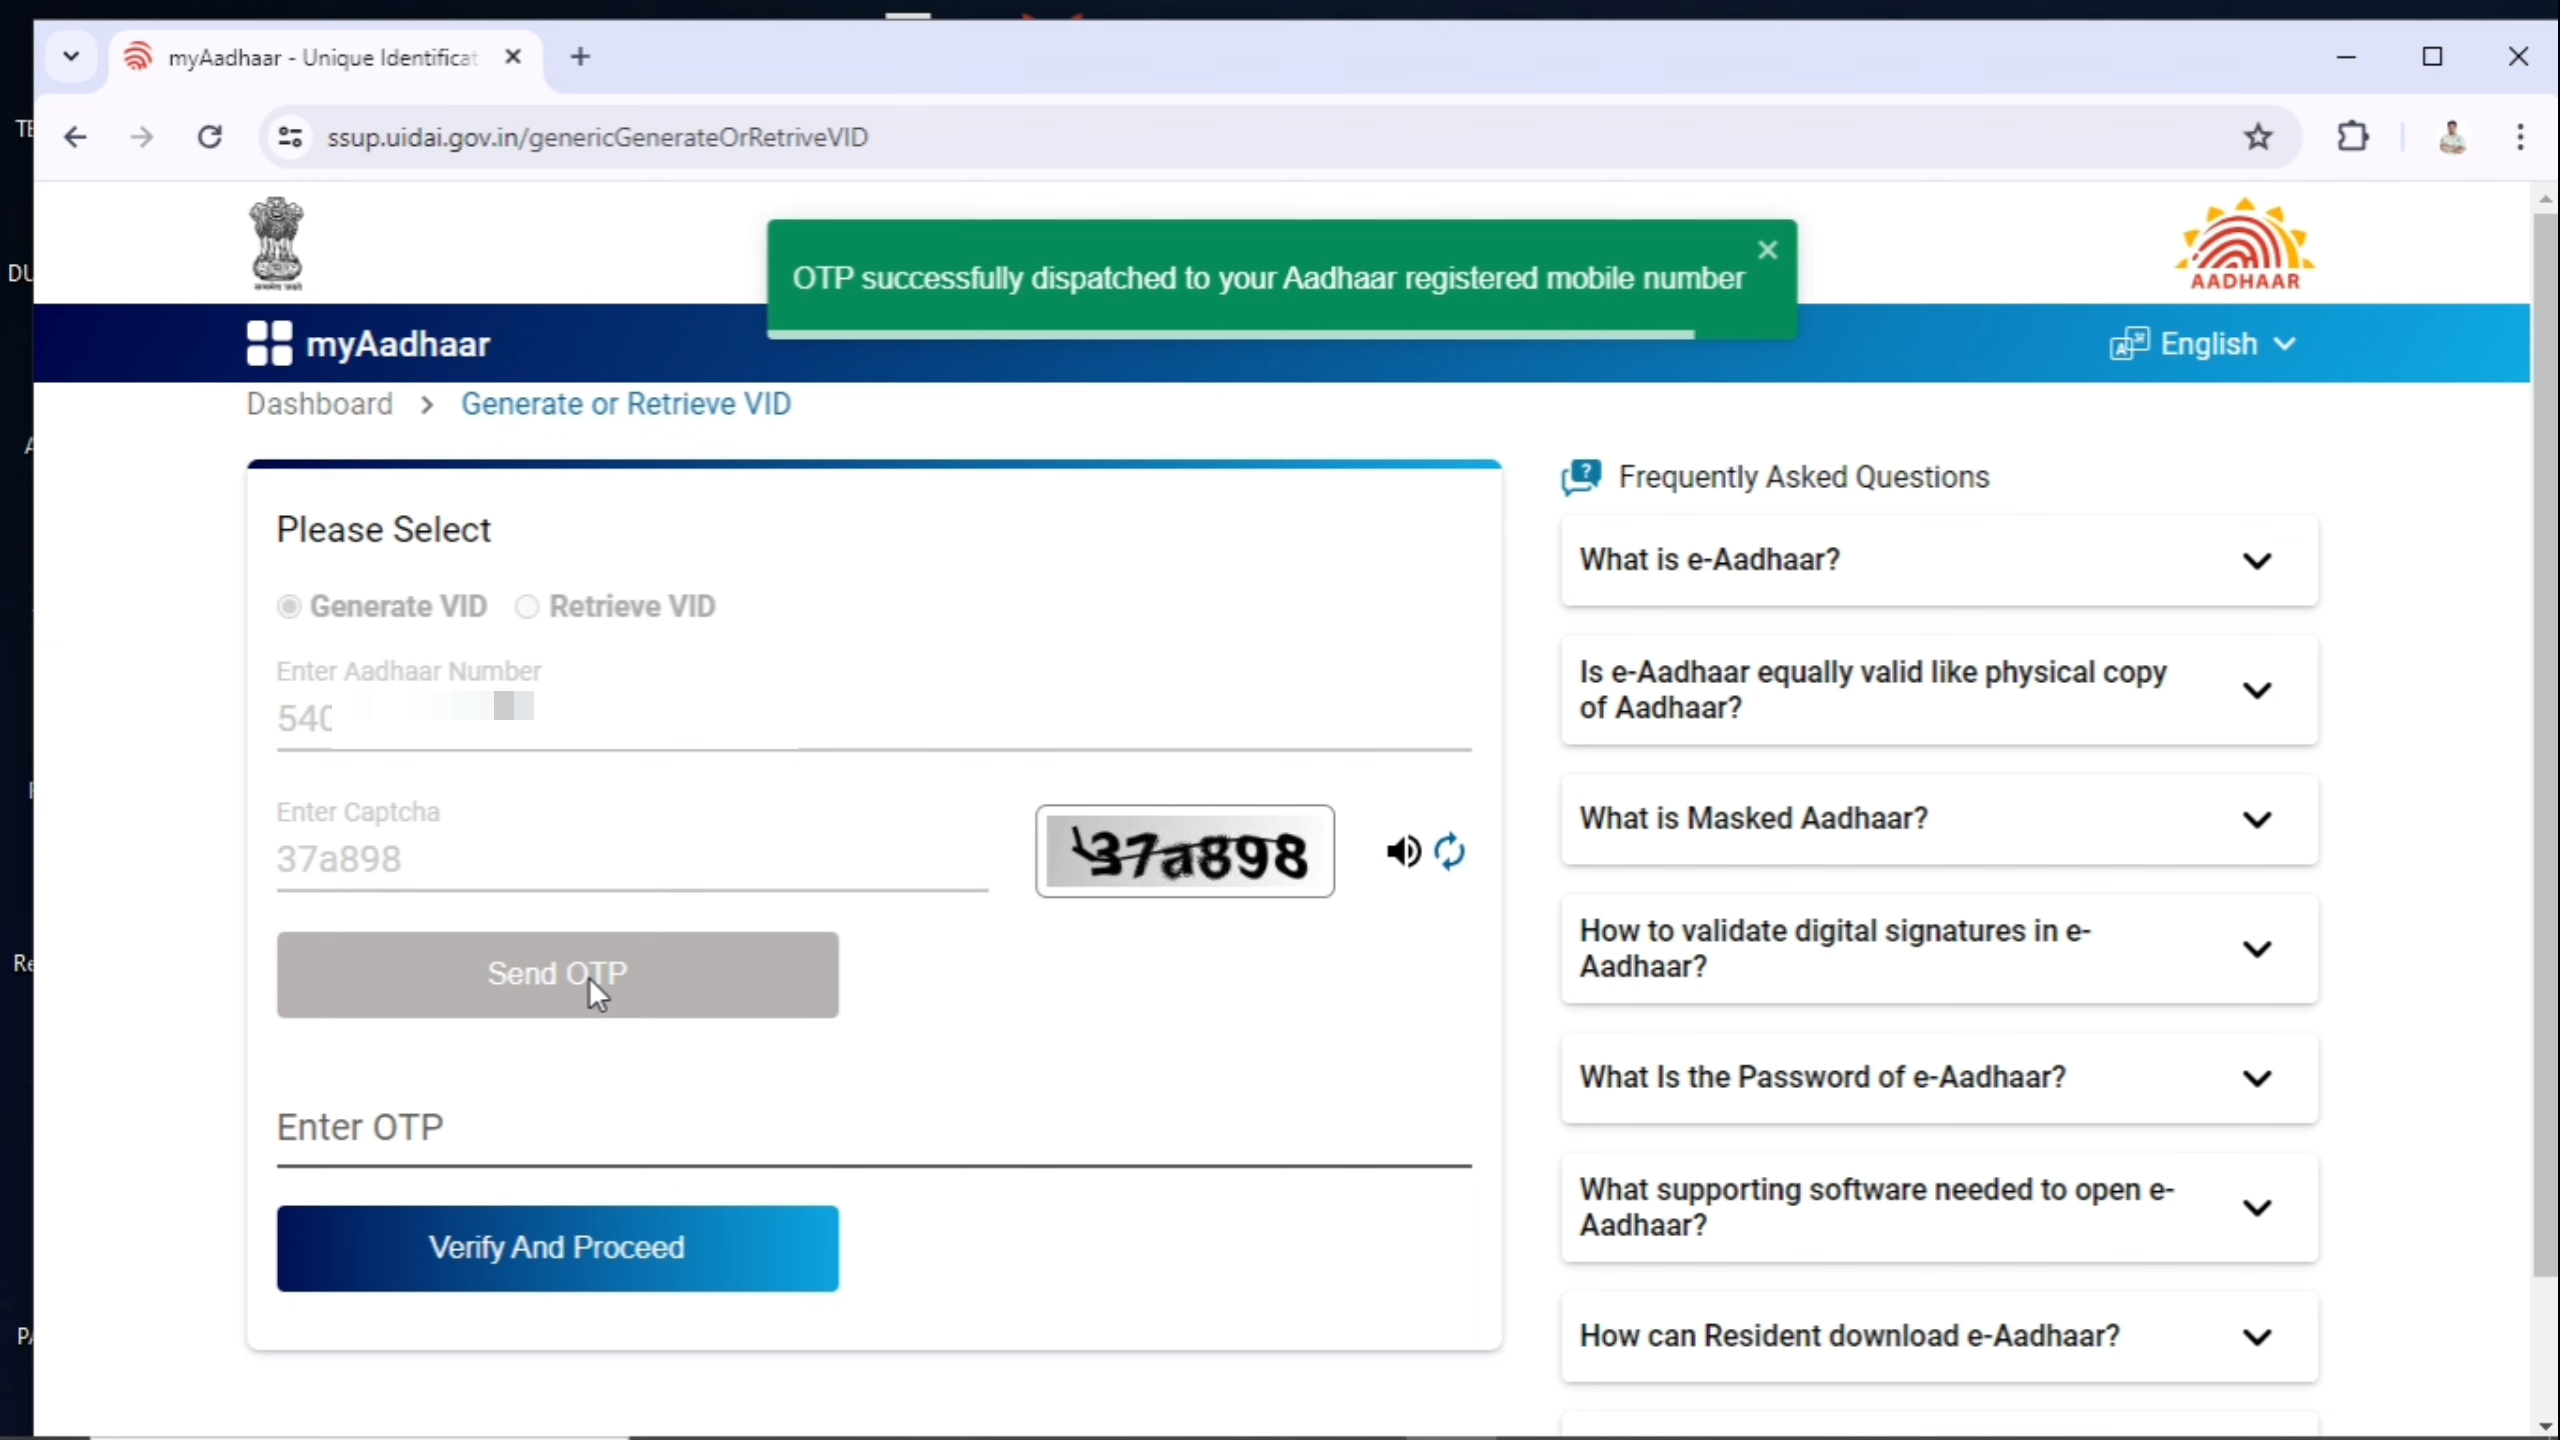 myAadhaar - Unique Identificat
ssup.uidai.gov.in/genericGenerateOrRetriveVID
OTP successfully dispatched to your Aadhaar registered mobile number
AADHAAR
myAadhaar
English
Dashboard > Generate or Retrieve VID
Please Select
Generate VID Retrieve VID
Enter Aadhaar Number
540
Enter Captcha
37a898
37a898
Send OTP
Enter OTP
Verify And Proceed
Frequently Asked Questions
What is e-Aadhaar?
Is e-Aadhaar equally valid like physical copy
of Aadhaar?
What is Masked Aadhaar?
How to validate digital signatures in e-
Aadhaar?
What Is the Password of e-Aadhaar?
What supporting software needed to open e-
Aadhaar?
How can Resident download e-Aadhaar?